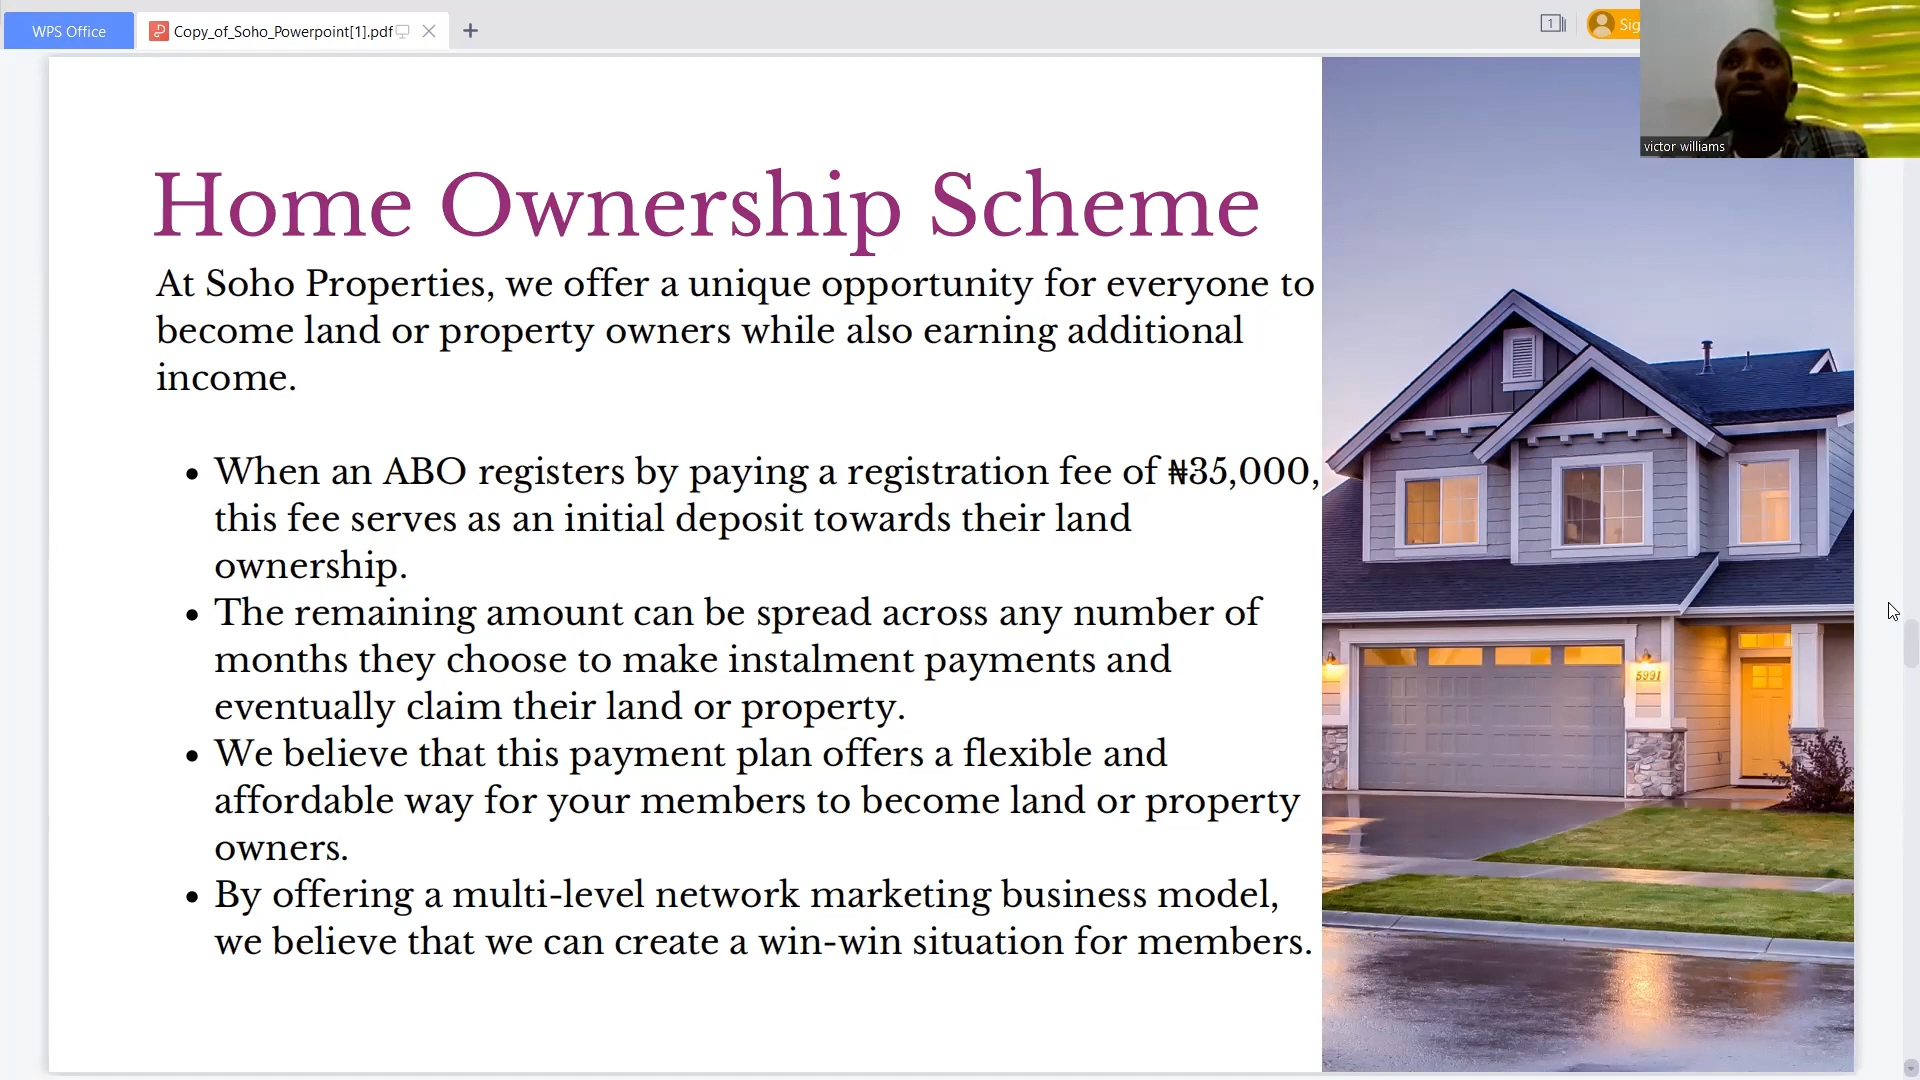 WPS Office
Copy_of_Soho_Powerpoint[1].pdf
1
Sig
victor williams
Home Ownership Scheme
At Soho Properties, we offer a unique opportunity for everyone to
become land or property owners while also earning additional
income.
• When an ABO registers by paying a registration fee of ₦35,000,
this fee serves as an initial deposit towards their land
ownership.
• The remaining amount can be spread across any number of
months they choose to make instalment payments and
eventually claim their land or property.
• We believe that this payment plan offers a flexible and
affordable way for your members to become land or property
owners.
• By offering a multi-level network marketing business model,
we believe that we can create a win-win situation for members.
5991